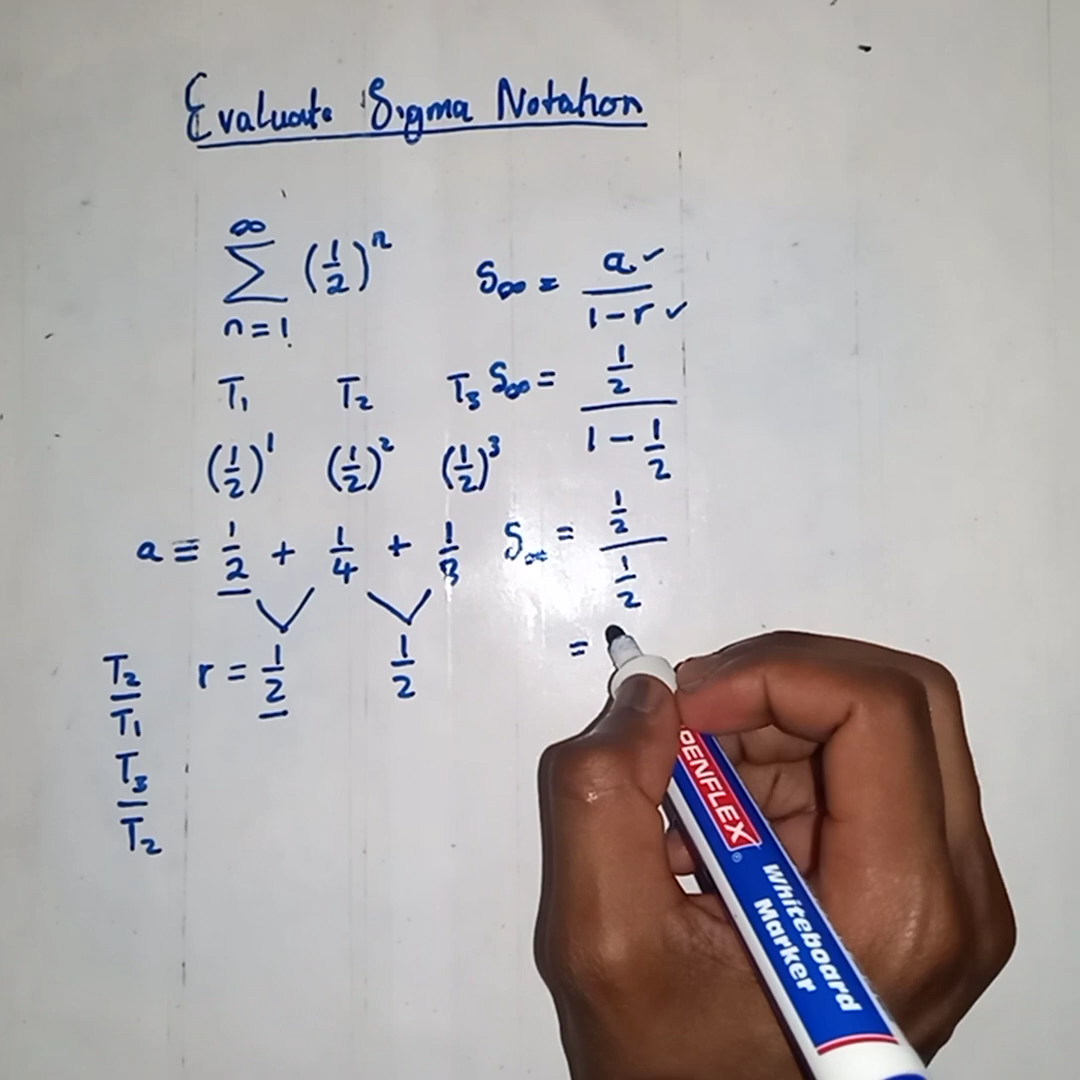 Evaluate Sigma Notation
∞
∑ (1/2)^n
n=1
S∞ = a✓ / 1-r ✓
T₁ T₂ T₃
S∞ = 1/2 / 1 - 1/2
(1/2)^1 (1/2)^2 (1/2)^3
a = 1/2 + 1/4 + 1/8
S∞ = 1/2 / 1/2
r = 1/2 1/2
=
T₂/T₁
T₃/T₂
DENFLEX®
Whiteboard
Marker